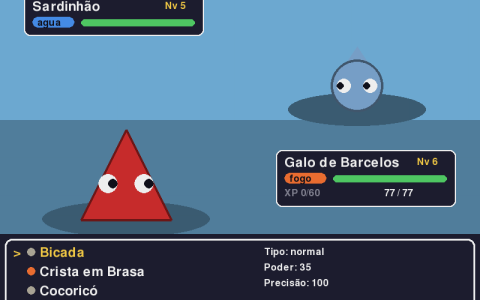 Sardinhão Nv 5
agua
Galo de Barcelos Nv 6
fogo
XP 0/60 77 / 77
> Bicada
Crista em Brasa
Cocoricó
Tipo: normal
Poder: 35
Precisão: 100